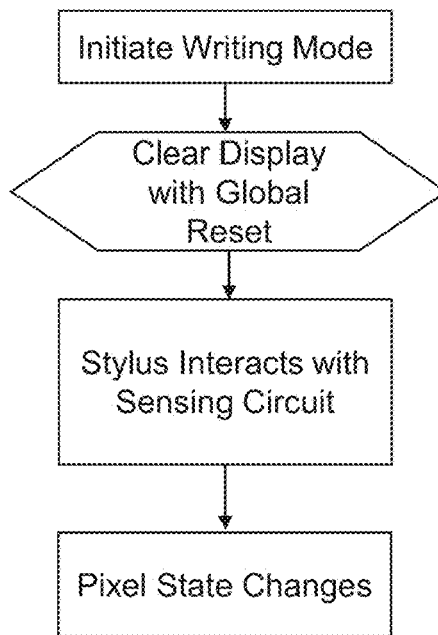 Initiate Writing Mode
Clear Display
with Global
Reset
Stylus Interacts with
Sensing Circuit
Pixel State Changes